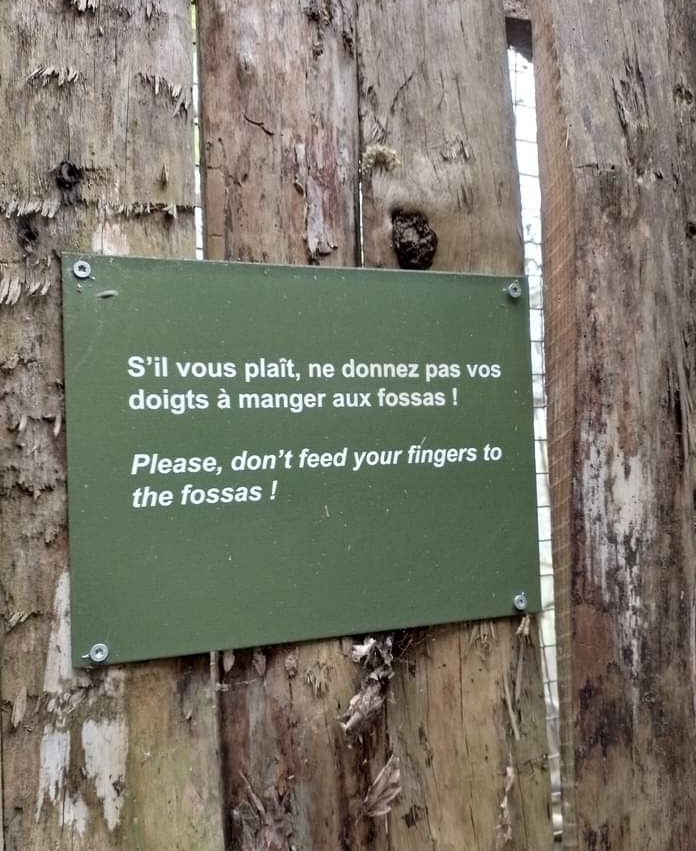 S’il vous plaît, ne donnez pas vos
doigts à manger aux fossas !
Please, don’t feed your fingers to
the fossas !